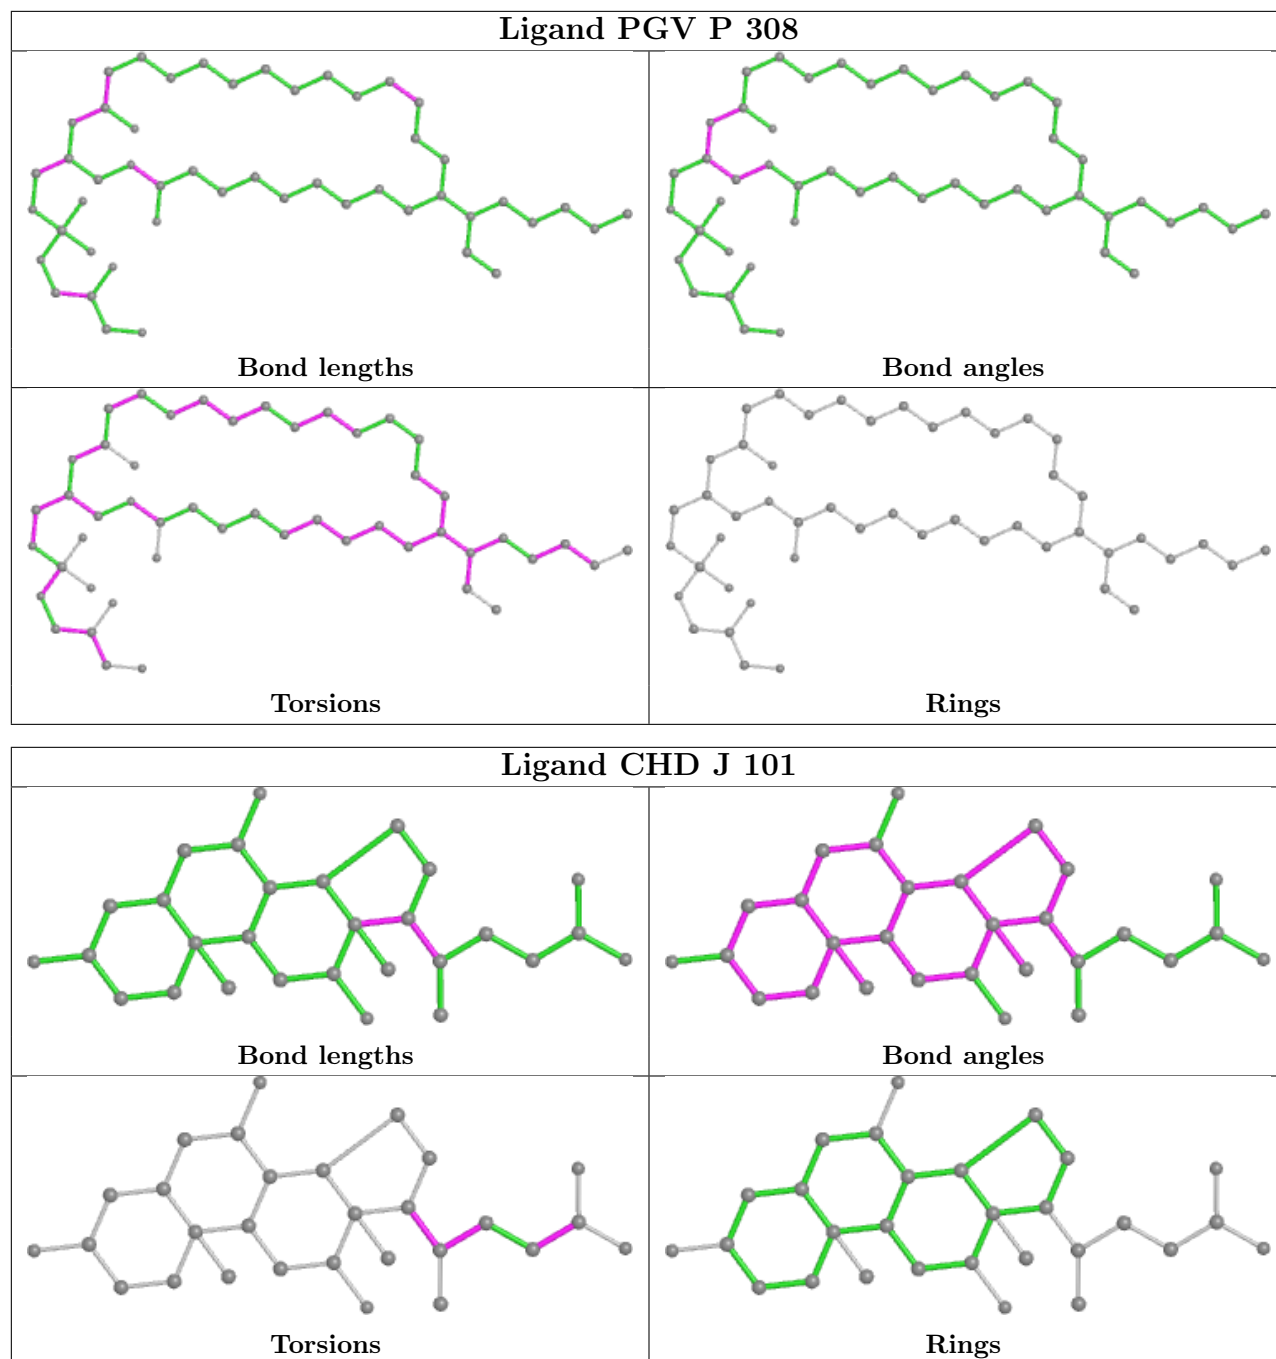 Ligand PGV P 308
Bond lengths
Bond angles
Torsions
Rings
Ligand CHD J 101
Bond lengths
Bond angles
Torsions
Rings